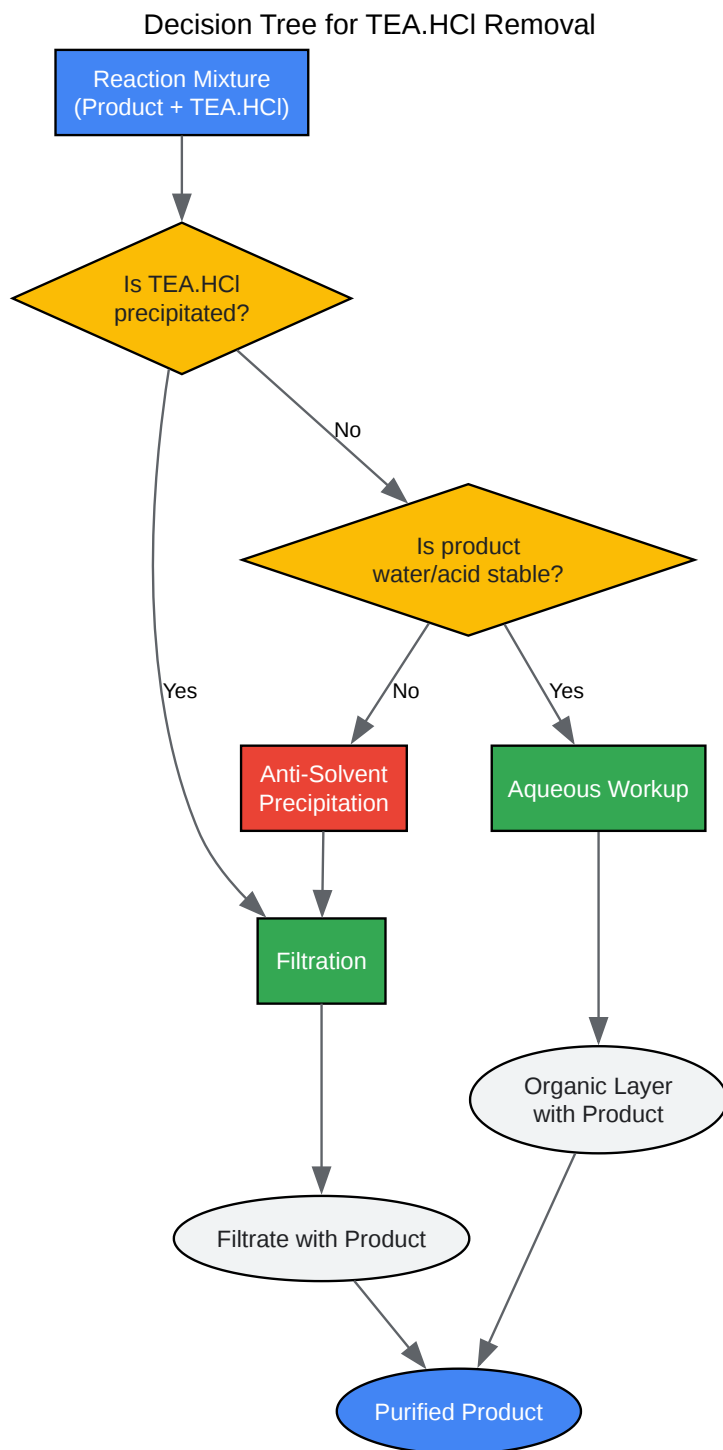 Decision Tree for TEA.HCl Removal
Reaction Mixture
(Product + TEA.HCl)
Is TEA.HCl
precipitated?
No
Is product
water/acid stable?
Yes
No
Yes
Anti-Solvent
Precipitation
Aqueous Workup
Filtration
Organic Layer
with Product
Filtrate with Product
Purified Product